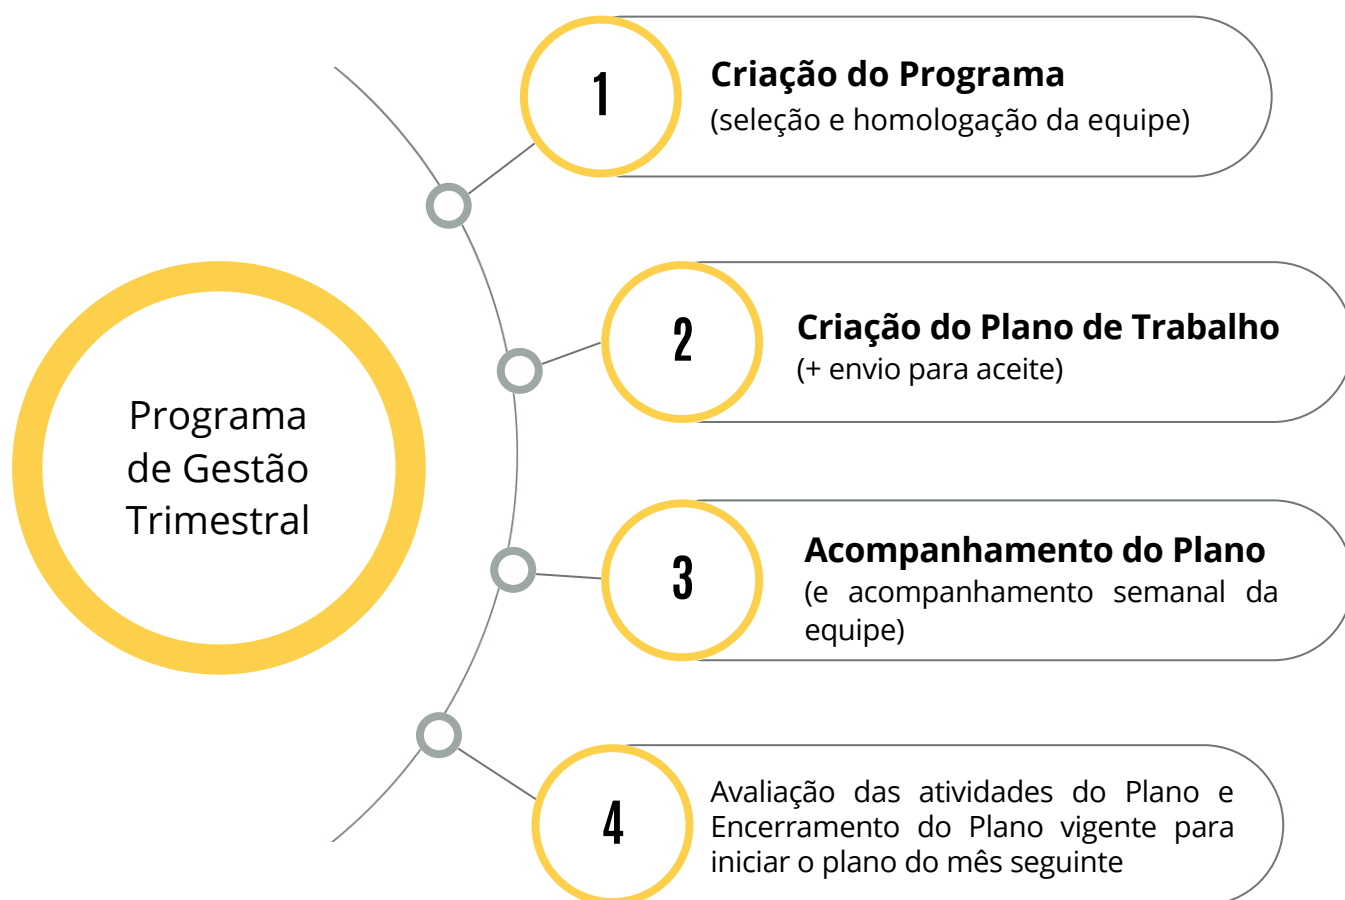 Programa
de Gestão
Trimestral
1
Criação do Programa
(seleção e homologação da equipe)
2
Criação do Plano de Trabalho
(+ envio para aceite)
3
Acompanhamento do Plano
(e acompanhamento semanal da
equipe)
4
Avaliação das atividades do Plano e
Encerramento do Plano vigente para
iniciar o plano do mês seguinte